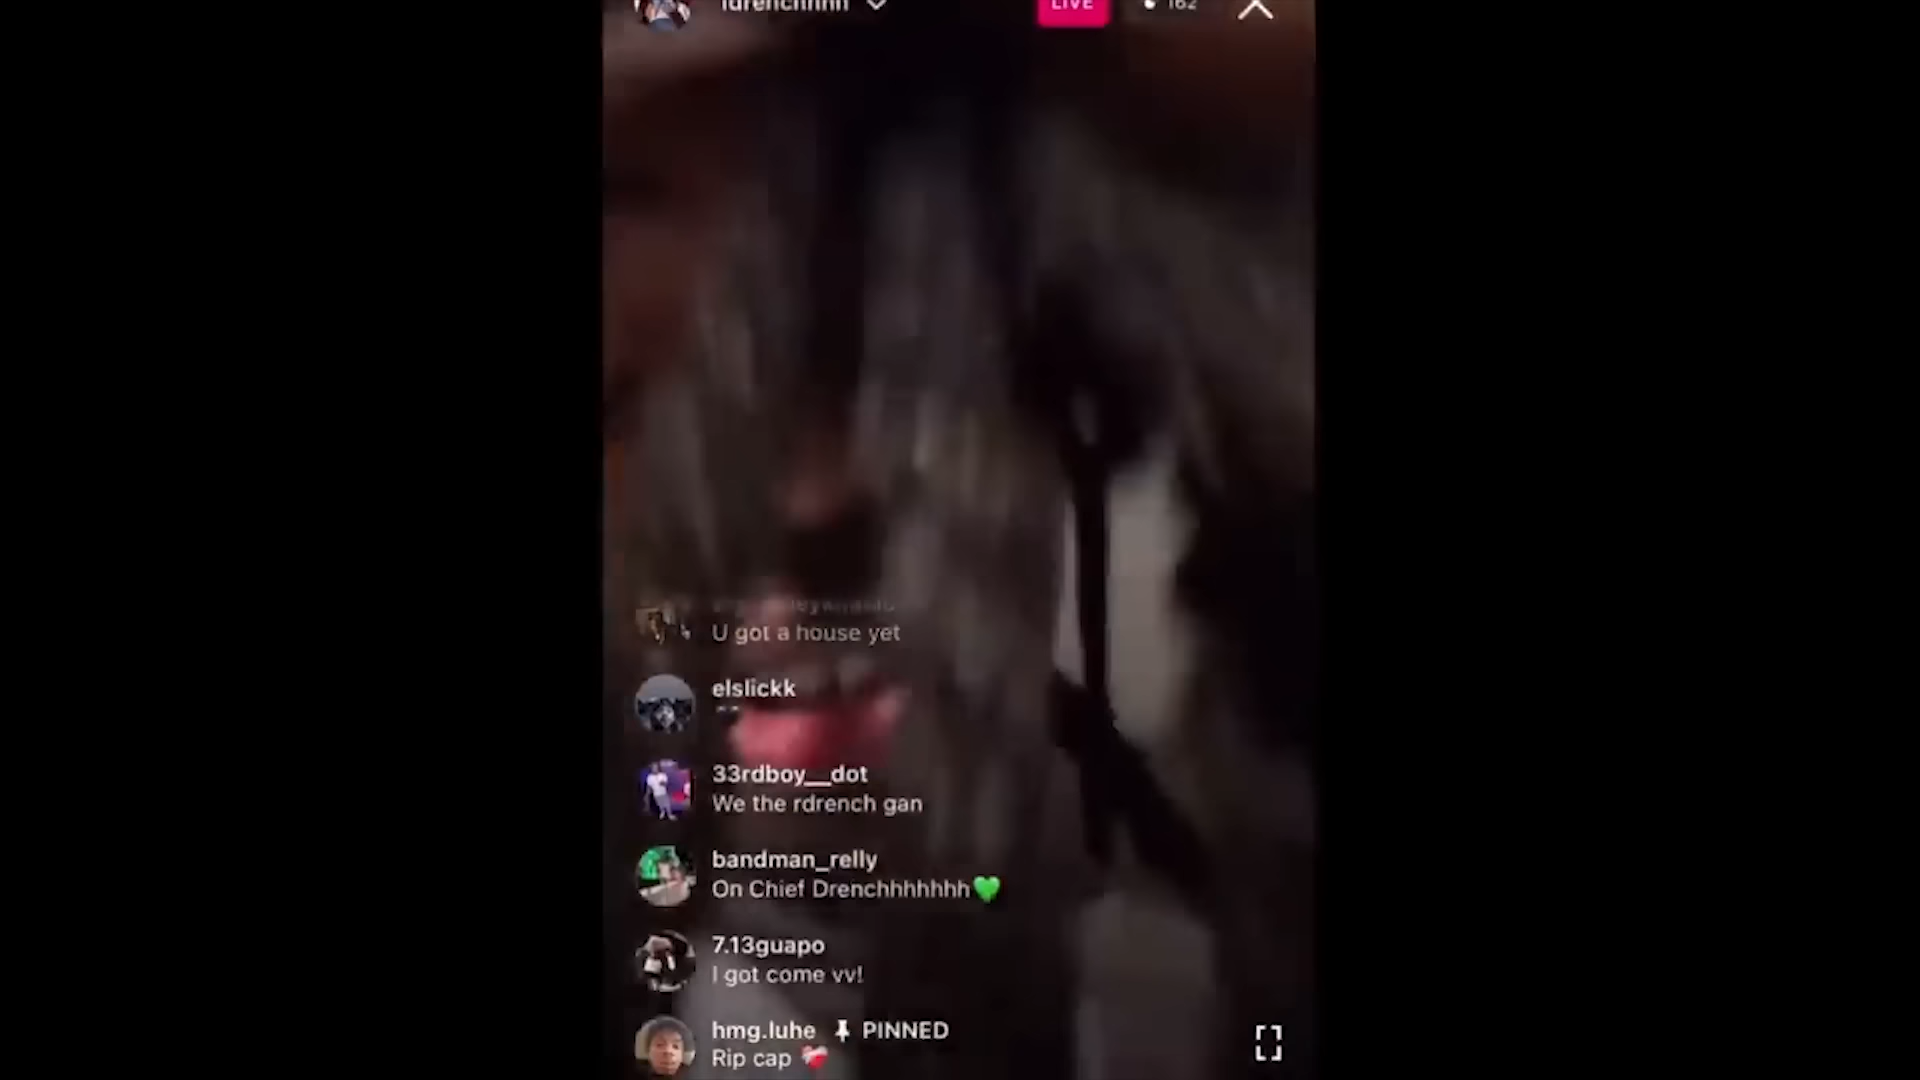 LIVE
162
U got a house yet
elslickk
33rdboy__dot
We the rdrench gan
bandman_relly
On Chief Drenchhhhhhh💚
7.13guapo
I got come vv!
hmg.luhe PINNED
Rip cap ❤️‍🩹